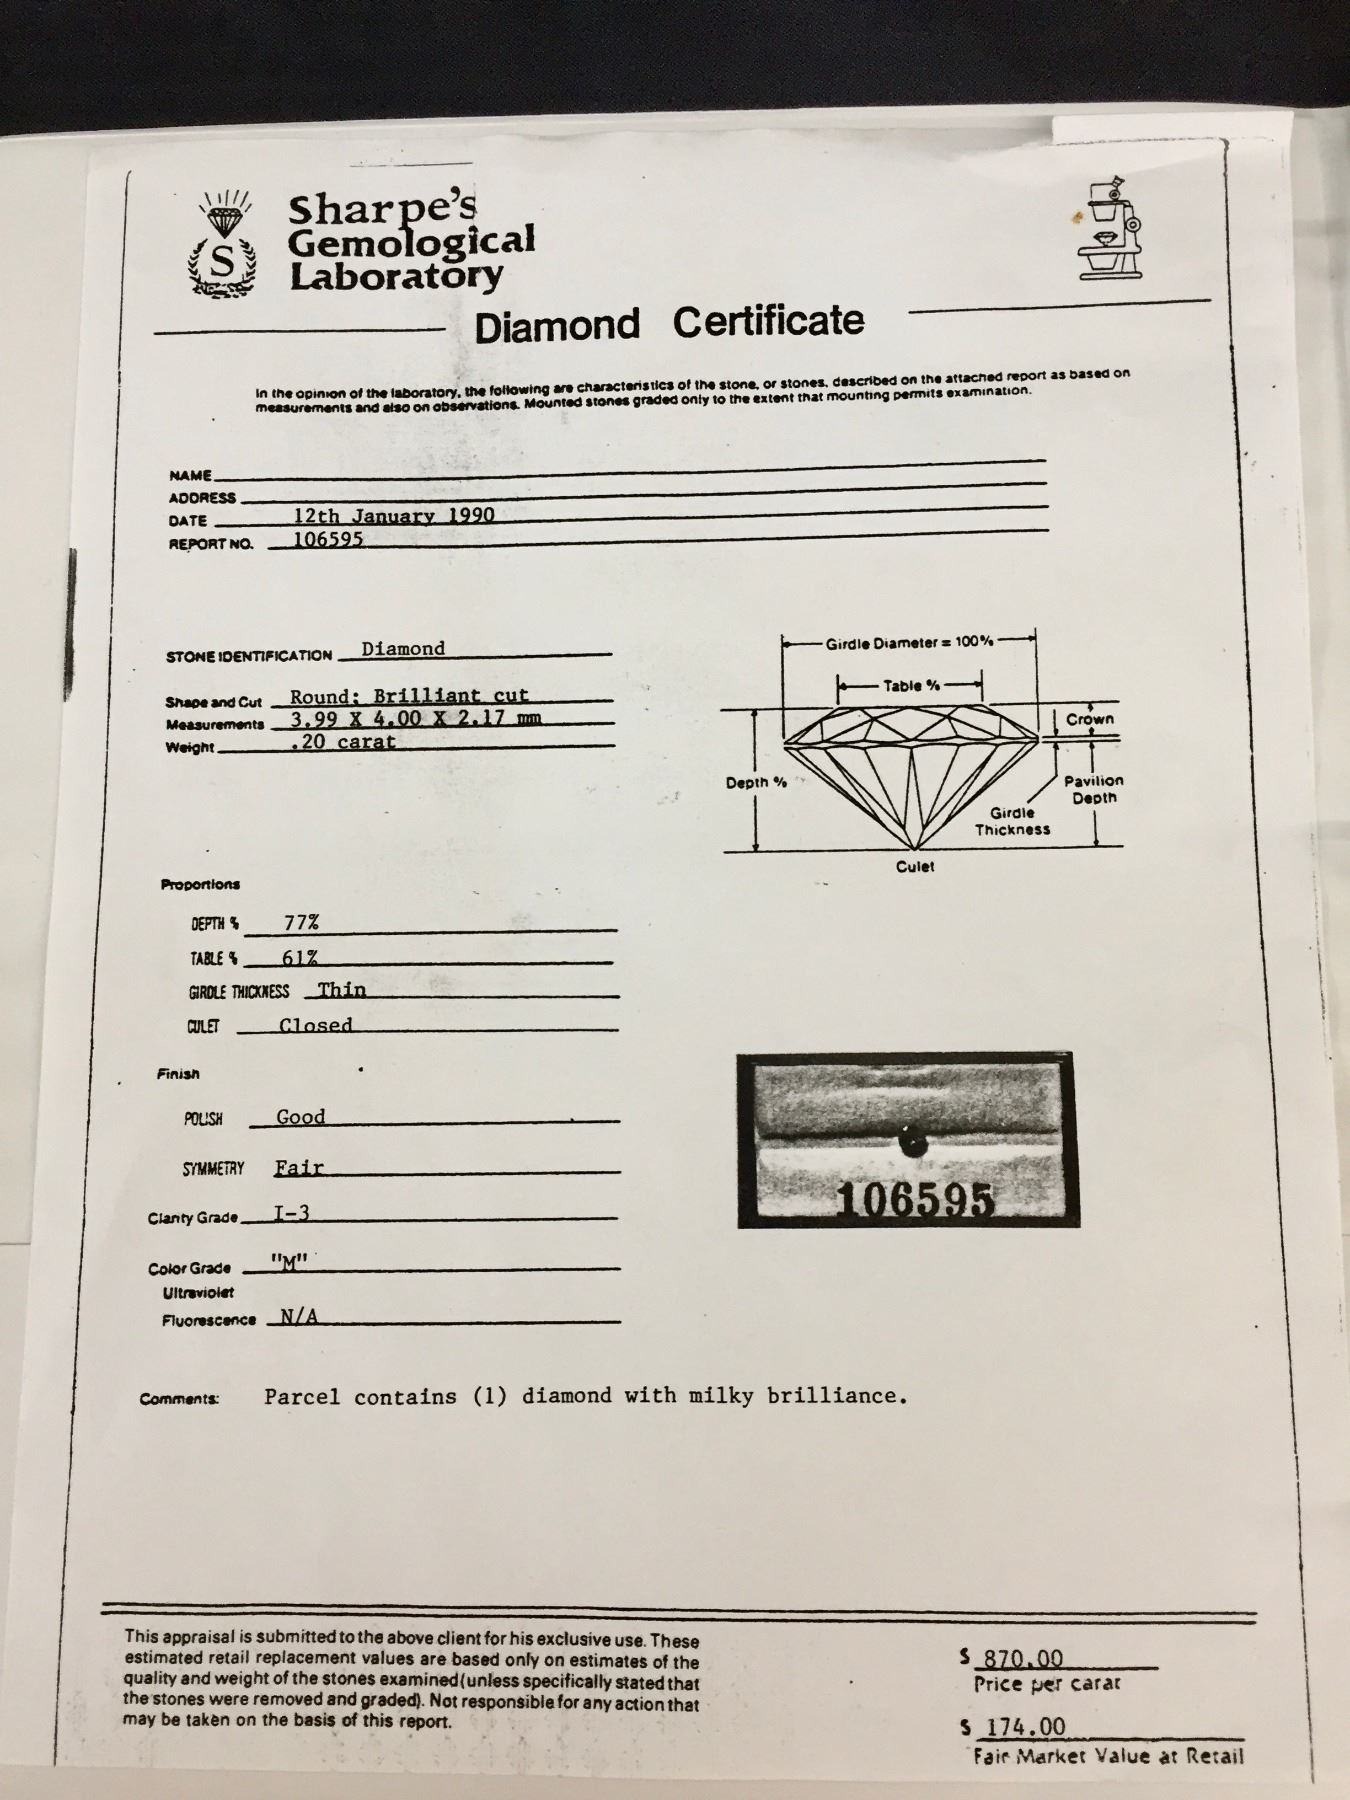 S
Sharpe's
Gemological
Laboratory
Diamond Certificate
In the opinion of the laboratory, the following are characteristics of the stone, or stones, described on the attached report as based on
measurements and also on observations. Mounted stones graded only to the extent that mounting permits examination.
NAME
ADDRESS
DATE 12th January 1990
REPORT NO. 106595
STONE IDENTIFICATION Diamond
Shape and Cut Round; Brilliant cut
Measurements 3.99 X 4.00 X 2.17 mm
Weight .20 carat
Girdle Diameter = 100%
Table %
Crown
Depth %
Pavilion
Depth
Girdle
Thickness
Culet
Proportions
DEPTH % 77%
TABLE % 61%
GIRDLE THICKNESS Thin
CULET Closed
Finish
POLISH Good
SYMMETRY Fair
Clarity Grade I-3
Color Grade "M"
Ultraviolet
Fluorescence N/A
106595
Comments: Parcel contains (1) diamond with milky brilliance.
This appraisal is submitted to the above client for his exclusive use. These
estimated retail replacement values are based only on estimates of the
quality and weight of the stones examined (unless specifically stated that
the stones were removed and graded). Not responsible for any action that
may be taken on the basis of this report.
$ 870.00
Price per carat
$ 174.00
Fair Market Value at Retail